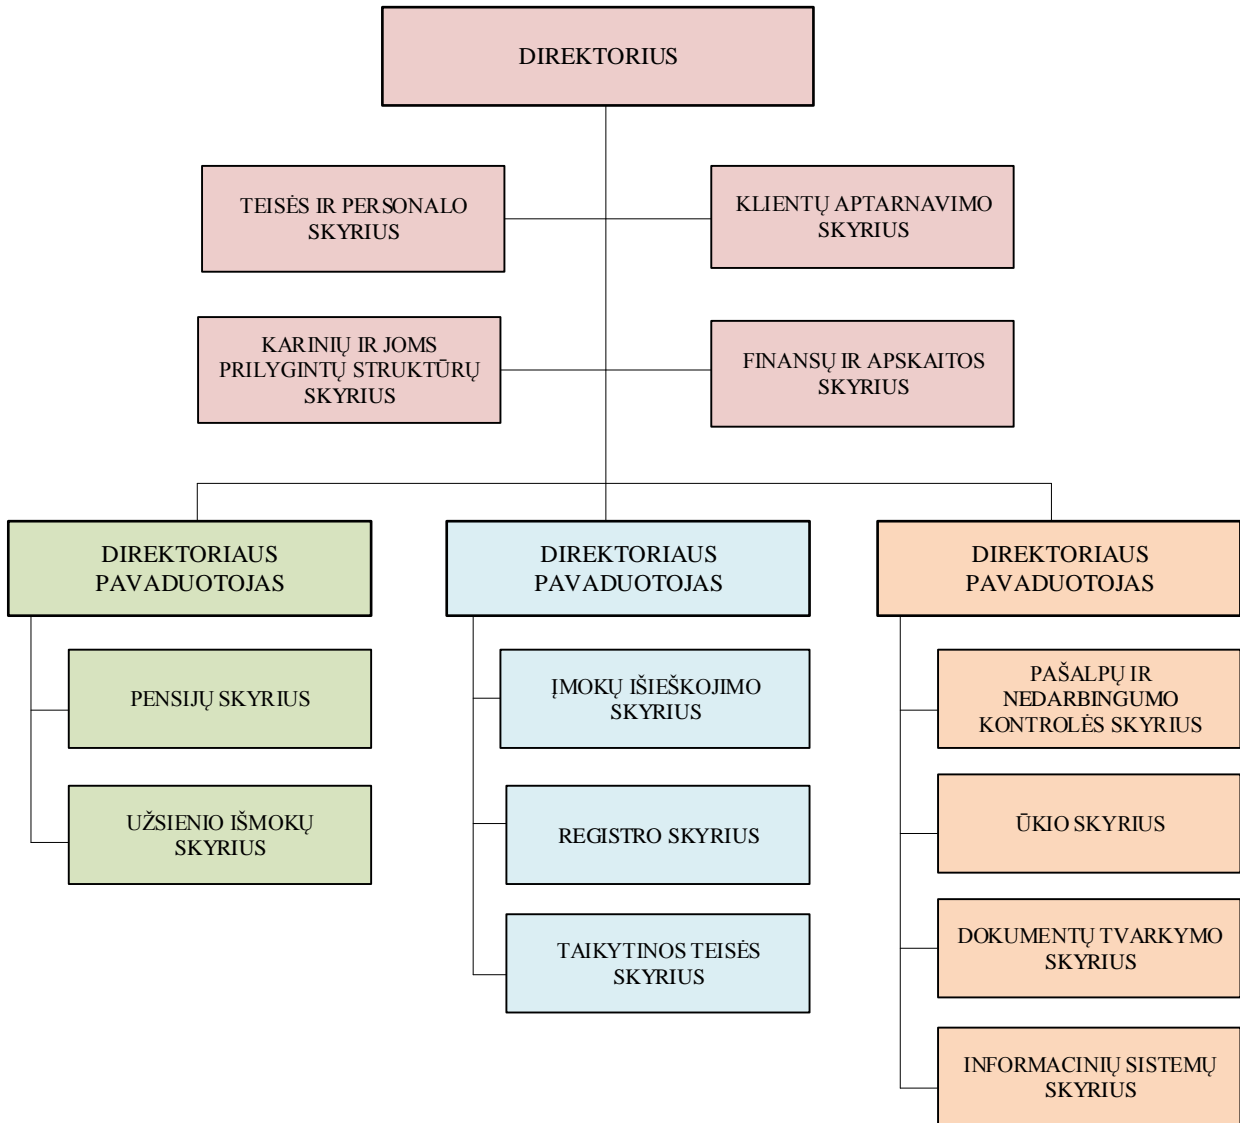 DIREKTORIUS
TEISĖS IR PERSONALO
SKYRIUS
KLIENTŲ APTARNAVIMO
SKYRIUS
KARINIŲ IR JOMS
PRILYGINTŲ STRUKTŪRŲ
SKYRIUS
FINANSŲ IR APSKAITOS
SKYRIUS
DIREKTORIAUS
PAVADUOTOJAS
PENSIJŲ SKYRIUS
UŽSIENIO IŠMOKŲ
SKYRIUS
DIREKTORIAUS
PAVADUOTOJAS
ĮMOKŲ IŠIEŠKOJIMO
SKYRIUS
REGISTRO SKYRIUS
TAIKYTINOS TEISĖS
SKYRIUS
DIREKTORIAUS
PAVADUOTOJAS
PAŠALPŲ IR
NEDARBINGUMO
KONTROLĖS SKYRIUS
ŪKIO SKYRIUS
DOKUMENTŲ TVARKYMO
SKYRIUS
INFORMACINIŲ SISTEMŲ
SKYRIUS